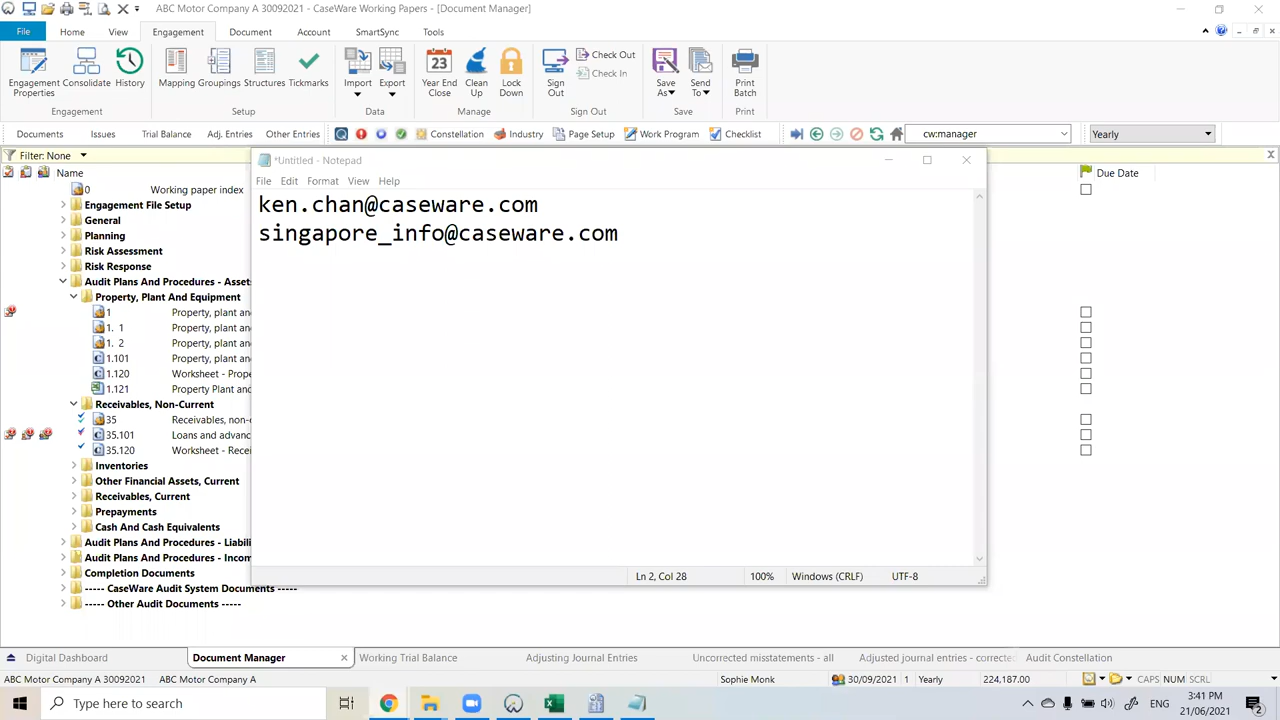 ABC Motor Company A 30092021 - CaseWare Working Papers - [Document Manager]
File Home View Engagement Document Account SmartSync Tools
Engagement Properties Consolidate History Mapping Groupings Structures Tickmarks Import Export Year End Close Clean Up Lock Down Sign Out Check Out Check In Save As Send To Print Batch
23
Engagement Setup Data Manage Sign Out Save Print
Documents Issues Trial Balance Adj. Entries Other Entries Constellation Industry Page Setup Work Program Checklist cw:manager Yearly
Filter: None
Name Due Date
0 Working paper index
Engagement File Setup
General
Planning
Risk Assessment
Risk Response
Audit Plans And Procedures - Asset
Property, Plant And Equipment
1 Property, plant an
1. 1 Property, plant an
1. 2 Property, plant an
1.101 Property, plant an
1.120 Worksheet - Prop
1.121 Property Plant an
Receivables, Non-Current
35 Receivables, non-
35.101 Loans and advan
35.120 Worksheet - Rece
Inventories
Other Financial Assets, Current
Receivables, Current
Prepayments
Cash And Cash Equivalents
Audit Plans And Procedures - Liabili
Audit Plans And Procedures - Incom
Completion Documents
----- CaseWare Audit System Documents -----
----- Other Audit Documents -----
*Untitled - Notepad
File Edit Format View Help
ken.chan@caseware.com
singapore_info@caseware.com
Ln 2, Col 28 100% Windows (CRLF) UTF-8
Digital Dashboard Document Manager Working Trial Balance Adjusting Journal Entries Uncorrected misstatements - all Adjusted journal entries - correcte Audit Constellation
ABC Motor Company A 30092021 ABC Motor Company A Sophie Monk 30/09/2021 1 Yearly 224,187.00 CAPS NUM SCRL
Type here to search ENG 3:41 PM
21/06/2021 2